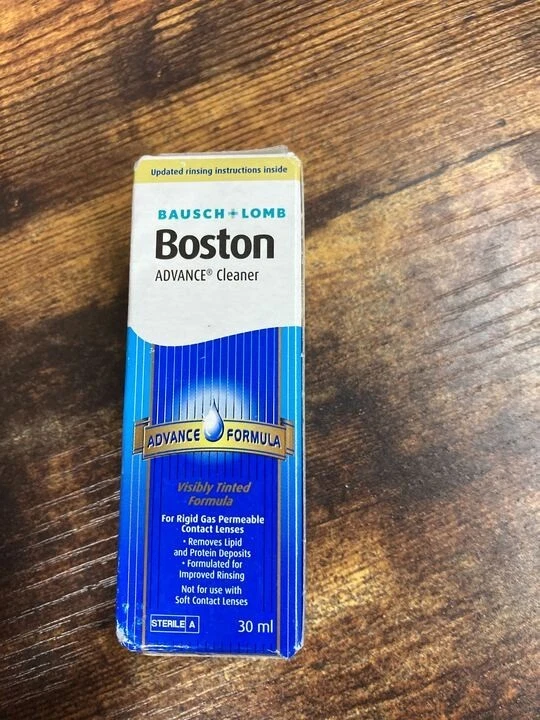 Updated rinsing instructions inside
BAUSCH + LOMB
Boston
ADVANCE® Cleaner
ADVANCE FORMULA
Visibly Tinted
Formula
For Rigid Gas Permeable
Contact Lenses
• Removes Lipid
and Protein Deposits
• Formulated for
Improved Rinsing
Not for use with
Soft Contact Lenses
STERILE A
30 ml